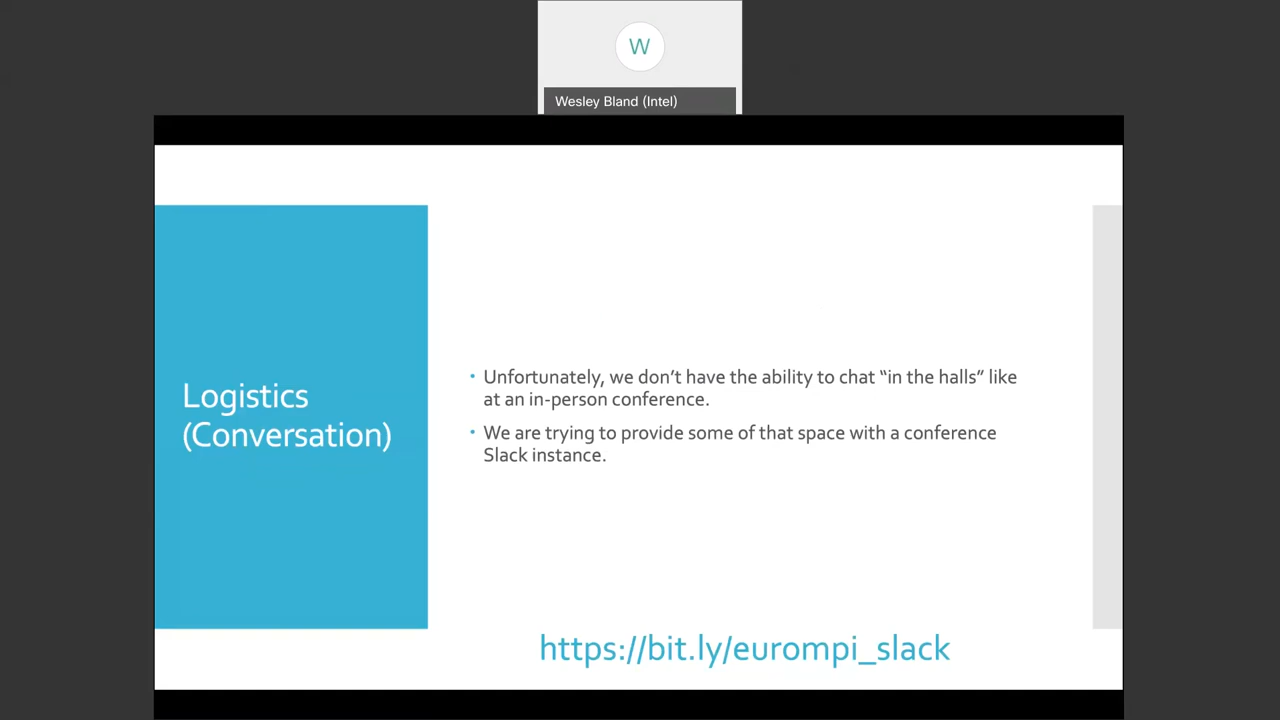 W
Wesley Bland (Intel)
Logistics
(Conversation)
• Unfortunately, we don’t have the ability to chat “in the halls” like
at an in-person conference.
• We are trying to provide some of that space with a conference
Slack instance.
https://bit.ly/eurompi_slack